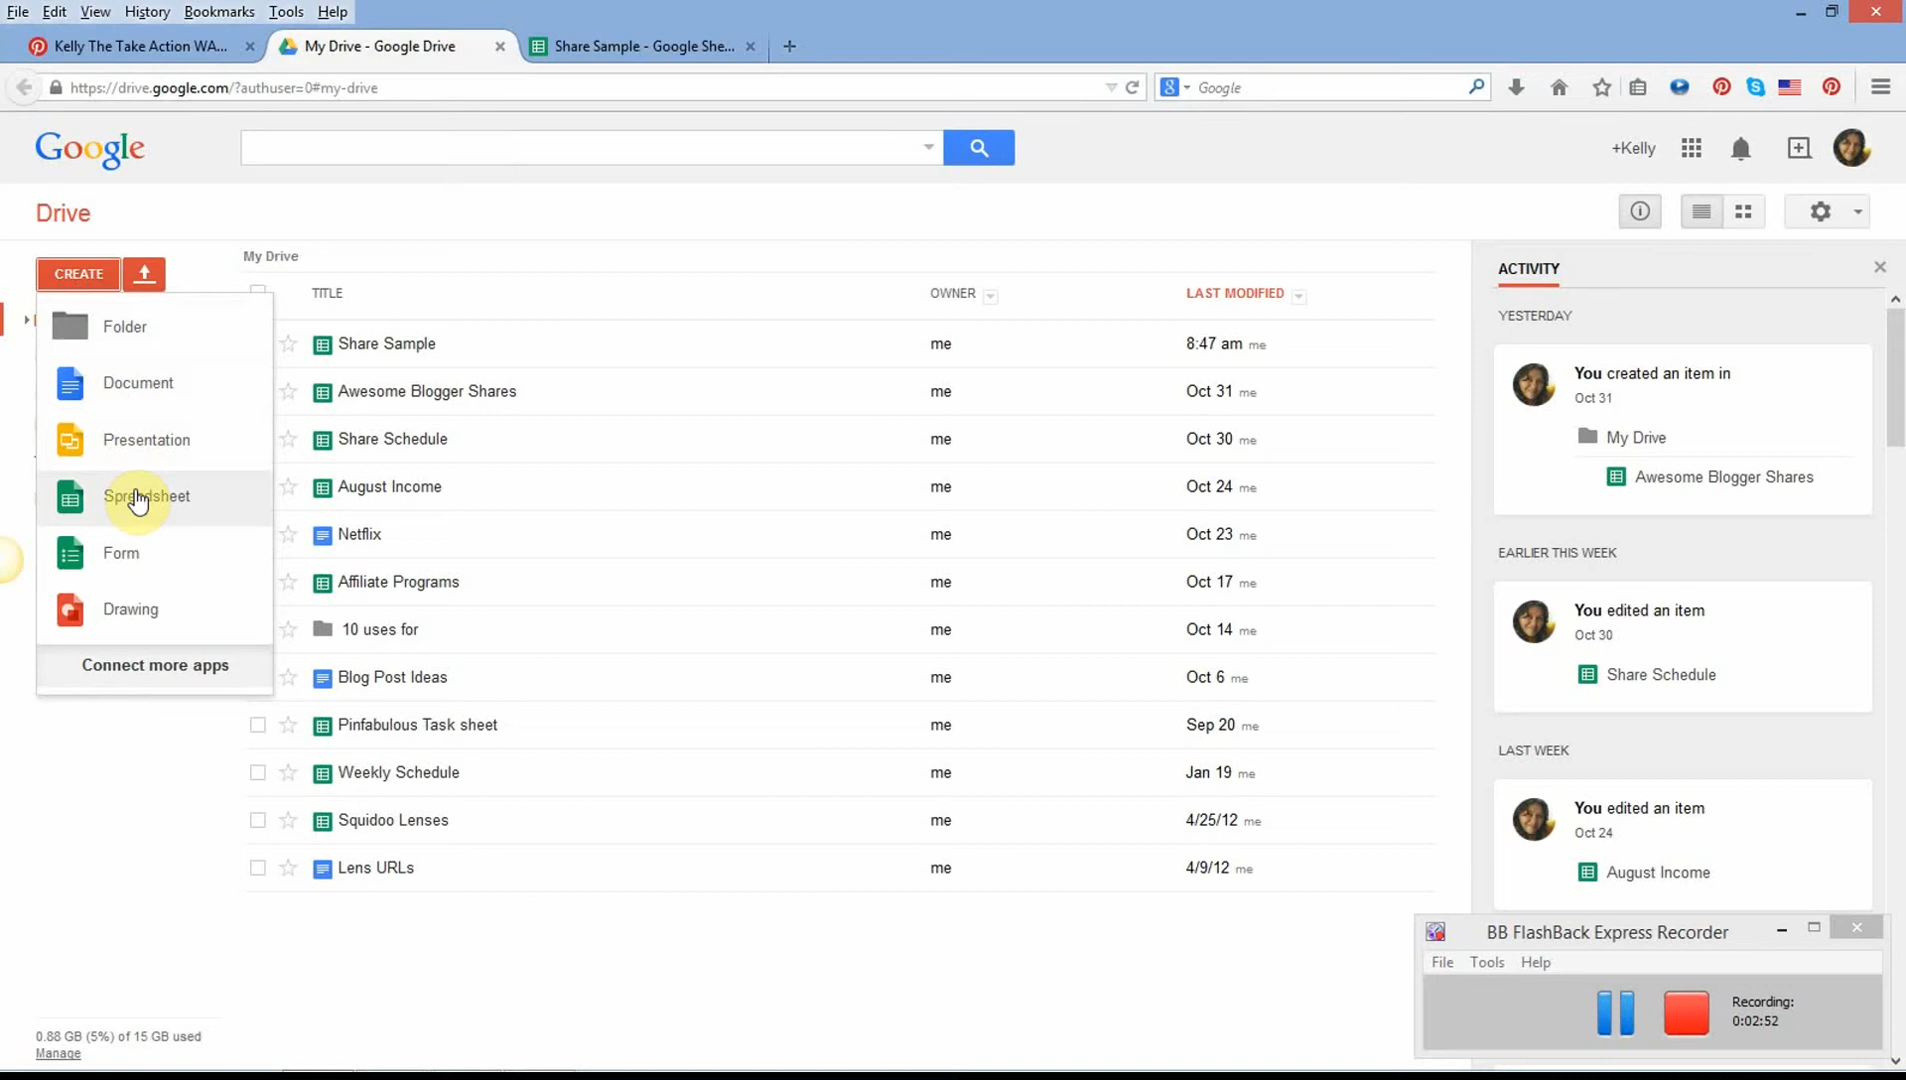 File Edit View History Bookmarks Tools Help
Kelly The Take Action WA... My Drive - Google Drive Share Sample - Google She...
https://drive.google.com/?authuser=0#my-drive Google
Google +Kelly
Drive
CREATE
Folder
Document
Presentation
Spreadsheet
Form
Drawing
Connect more apps
0.88 GB (5%) of 15 GB used
Manage
My Drive
TITLE OWNER LAST MODIFIED
Share Sample me 8:47 am me
Awesome Blogger Shares me Oct 31 me
Share Schedule me Oct 30 me
August Income me Oct 24 me
Netflix me Oct 23 me
Affiliate Programs me Oct 17 me
10 uses for me Oct 14 me
Blog Post Ideas me Oct 6 me
Pinfabulous Task sheet me Sep 20 me
Weekly Schedule me Jan 19 me
Squidoo Lenses me 4/25/12 me
Lens URLs me 4/9/12 me
ACTIVITY
YESTERDAY
You created an item in
Oct 31
My Drive
Awesome Blogger Shares
EARLIER THIS WEEK
You edited an item
Oct 30
Share Schedule
LAST WEEK
You edited an item
Oct 24
August Income
BB FlashBack Express Recorder
File Tools Help
Recording:
0:02:52